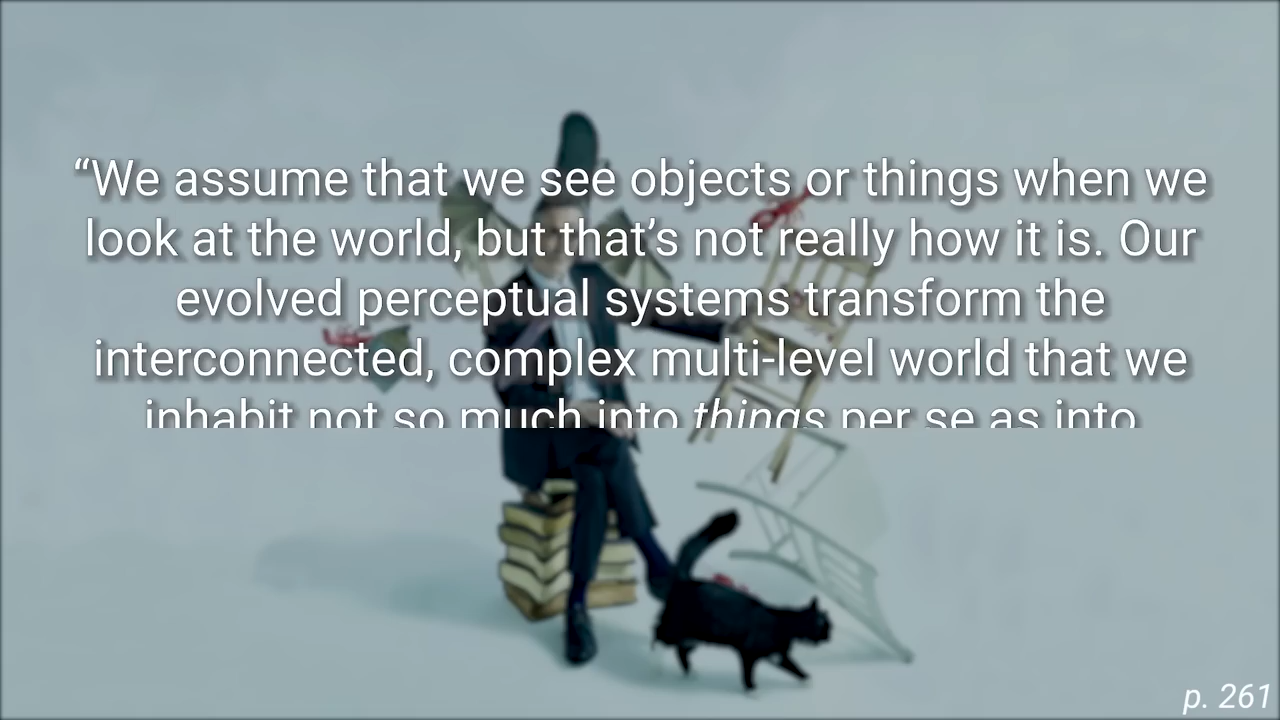 “We assume that we see objects or things when we
look at the world, but that’s not really how it is. Our
evolved perceptual systems transform the
interconnected, complex multi-level world that we
inhabit not so much into things per se as into
p. 261